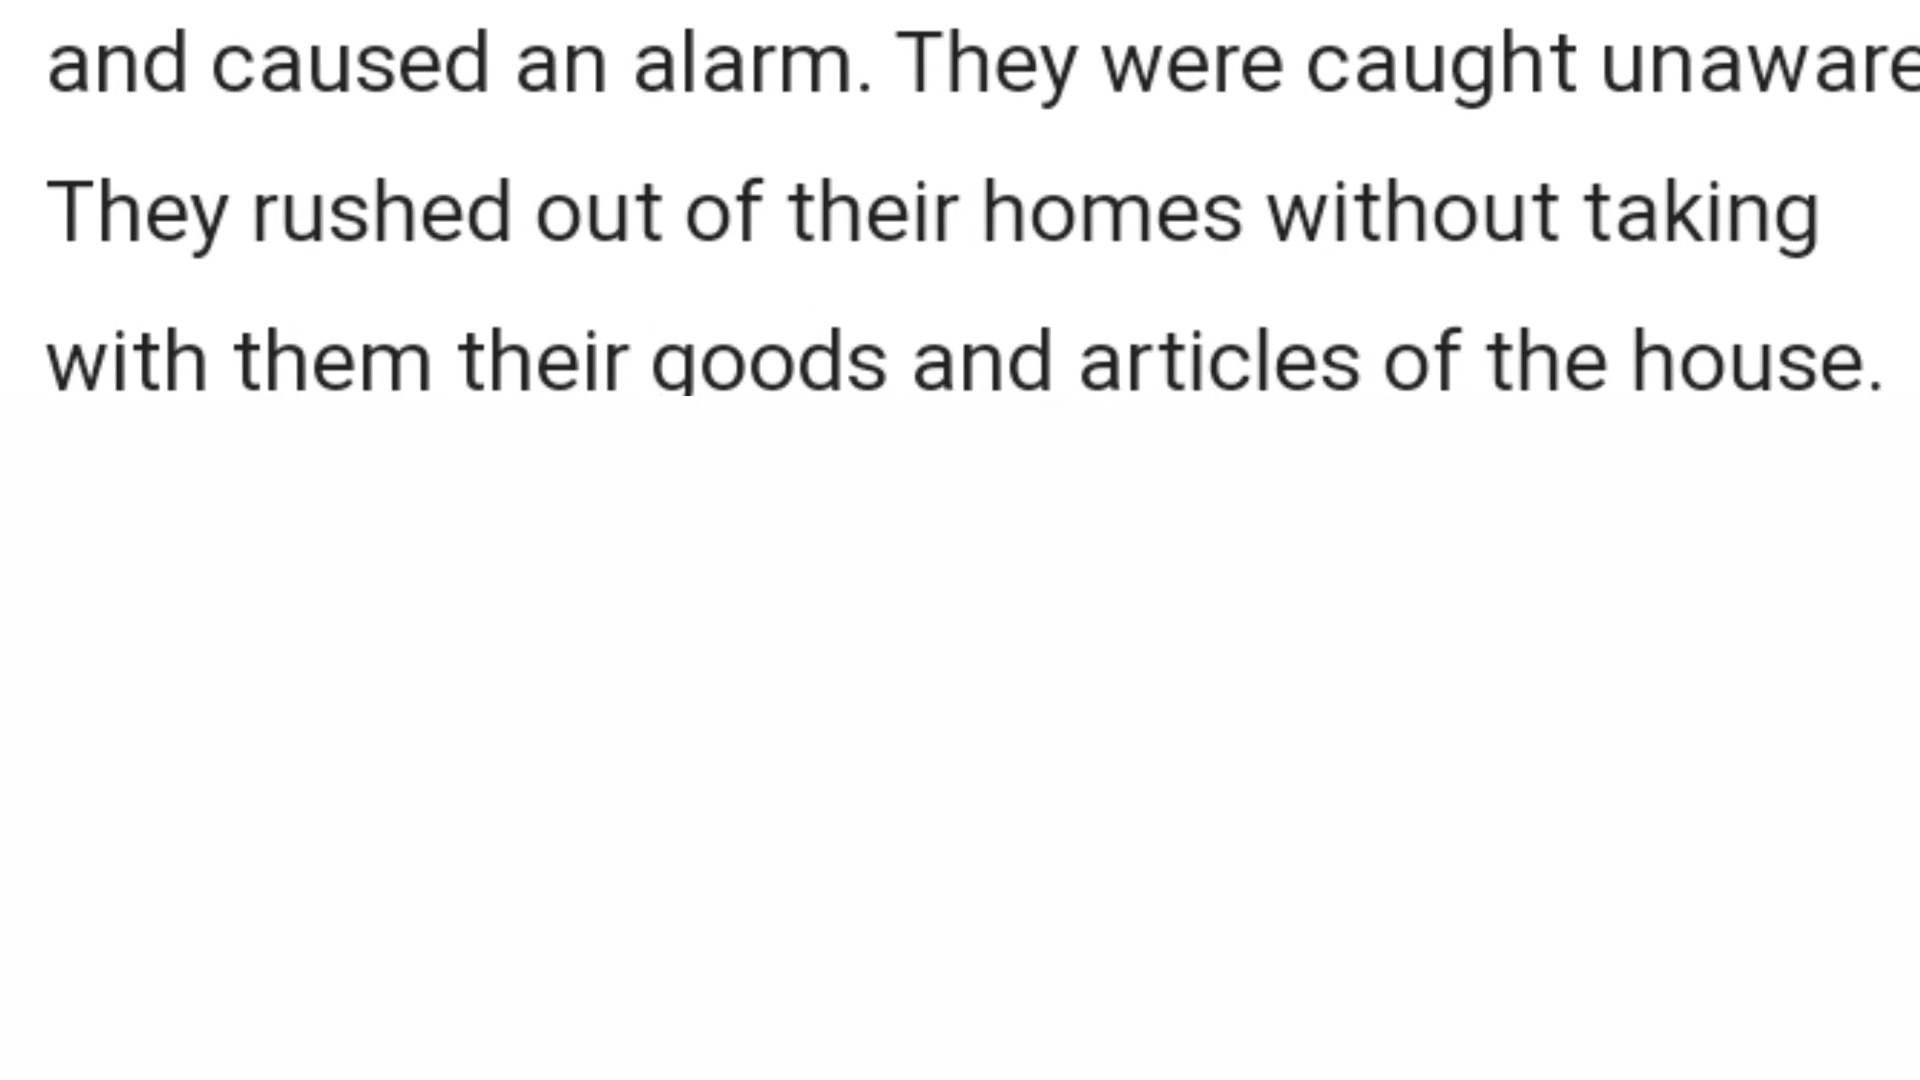 and caused an alarm. They were caught unaware
They rushed out of their homes without taking
with them their goods and articles of the house.